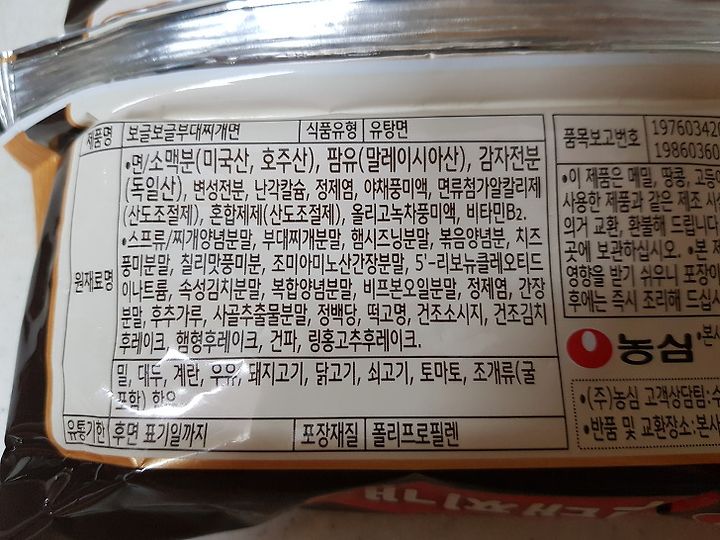 제품명 보글보글부대찌개면 식품유형 유탕면
원재료명
•면/소맥분(미국산, 호주산), 팜유(말레이시아산), 감자전분
(독일산), 변성전분, 난각칼슘, 정제염, 야채풍미액, 면류첨가알칼리제
(산도조절제), 혼합제제(산도조절제), 올리고녹차풍미액, 비타민B₂.
•스프류/찌개양념분말, 부대찌개분말, 햄시즈닝분말, 볶음양념분, 치즈
풍미분말, 칠리맛풍미분, 조미아미노산간장분말, 5'-리보뉴클레오티드
이나트륨, 속성김치분말, 복합양념분말, 비프본오일분말, 정제염, 간장
분말, 후추가루, 사골추출물분말, 정백당, 떡고명, 건조소시지, 건조김치
후레이크, 햄형후레이크, 건파, 링홍고추후레이크.
밀, 대두, 계란, 우유, 돼지고기, 닭고기, 쇠고기, 토마토, 조개류(굴
포함) 함유
유통기한 후면 표기일까지 포장재질 폴리프로필렌
품목보고번호 197603420
19860360
•이 제품은 메밀, 땅콩, 고등어
사용한 제품과 같은 제조 시설
의거 교환, 환불해 드립니다
곳에 보관하십시오. •본 제
영향을 받기 쉬우니 포장이
후에는 즉시 조리해 드십시
농심 •본사
•(주)농심 고객상담팀:수
•반품 및 교환장소:본사
부대찌개